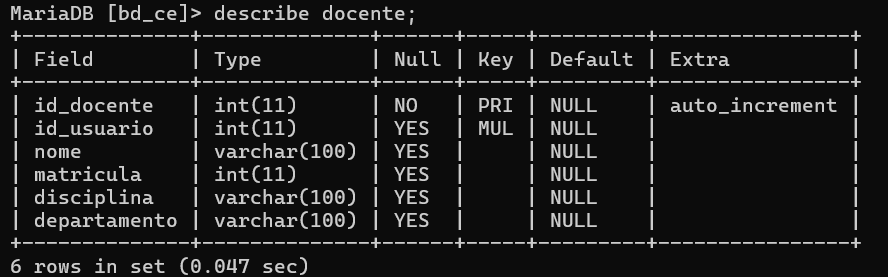 MariaDB [bd_ce]> describe docente;
+--------------+--------------+------+-----+---------+----------------+
| Field        | Type         | Null | Key | Default | Extra          |
+--------------+--------------+------+-----+---------+----------------+
| id_docente   | int(11)      | NO   | PRI | NULL    | auto_increment |
| id_usuario   | int(11)      | YES  | MUL | NULL    |                |
| nome         | varchar(100) | YES  |     | NULL    |                |
| matricula    | int(11)      | YES  |     | NULL    |                |
| disciplina   | varchar(100) | YES  |     | NULL    |                |
| departamento | varchar(100) | YES  |     | NULL    |                |
+--------------+--------------+------+-----+---------+----------------+
6 rows in set (0.047 sec)